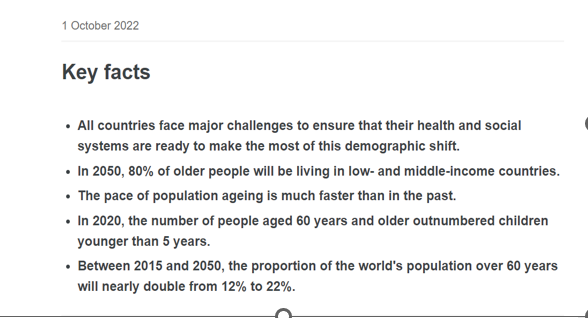 1 October 2022
Key facts
• All countries face major challenges to ensure that their health and social
systems are ready to make the most of this demographic shift.
• In 2050, 80% of older people will be living in low- and middle-income countries.
• The pace of population ageing is much faster than in the past.
• In 2020, the number of people aged 60 years and older outnumbered children
younger than 5 years.
• Between 2015 and 2050, the proportion of the world's population over 60 years
will nearly double from 12% to 22%.